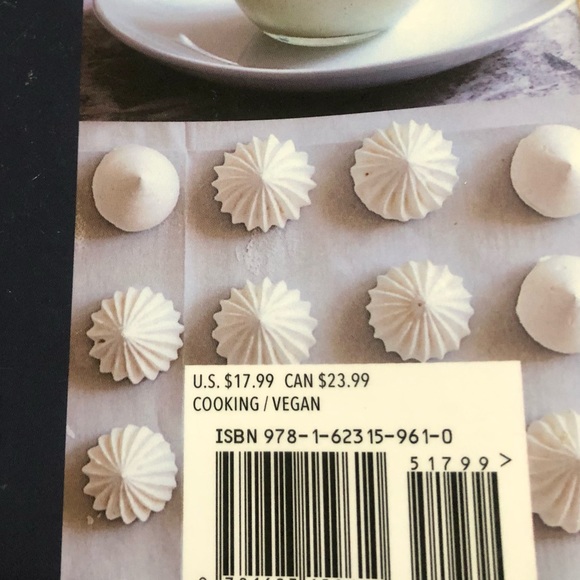 U.S. $17.99 CAN $23.99
COOKING / VEGAN
ISBN 978-1-62315-961-0
51799>